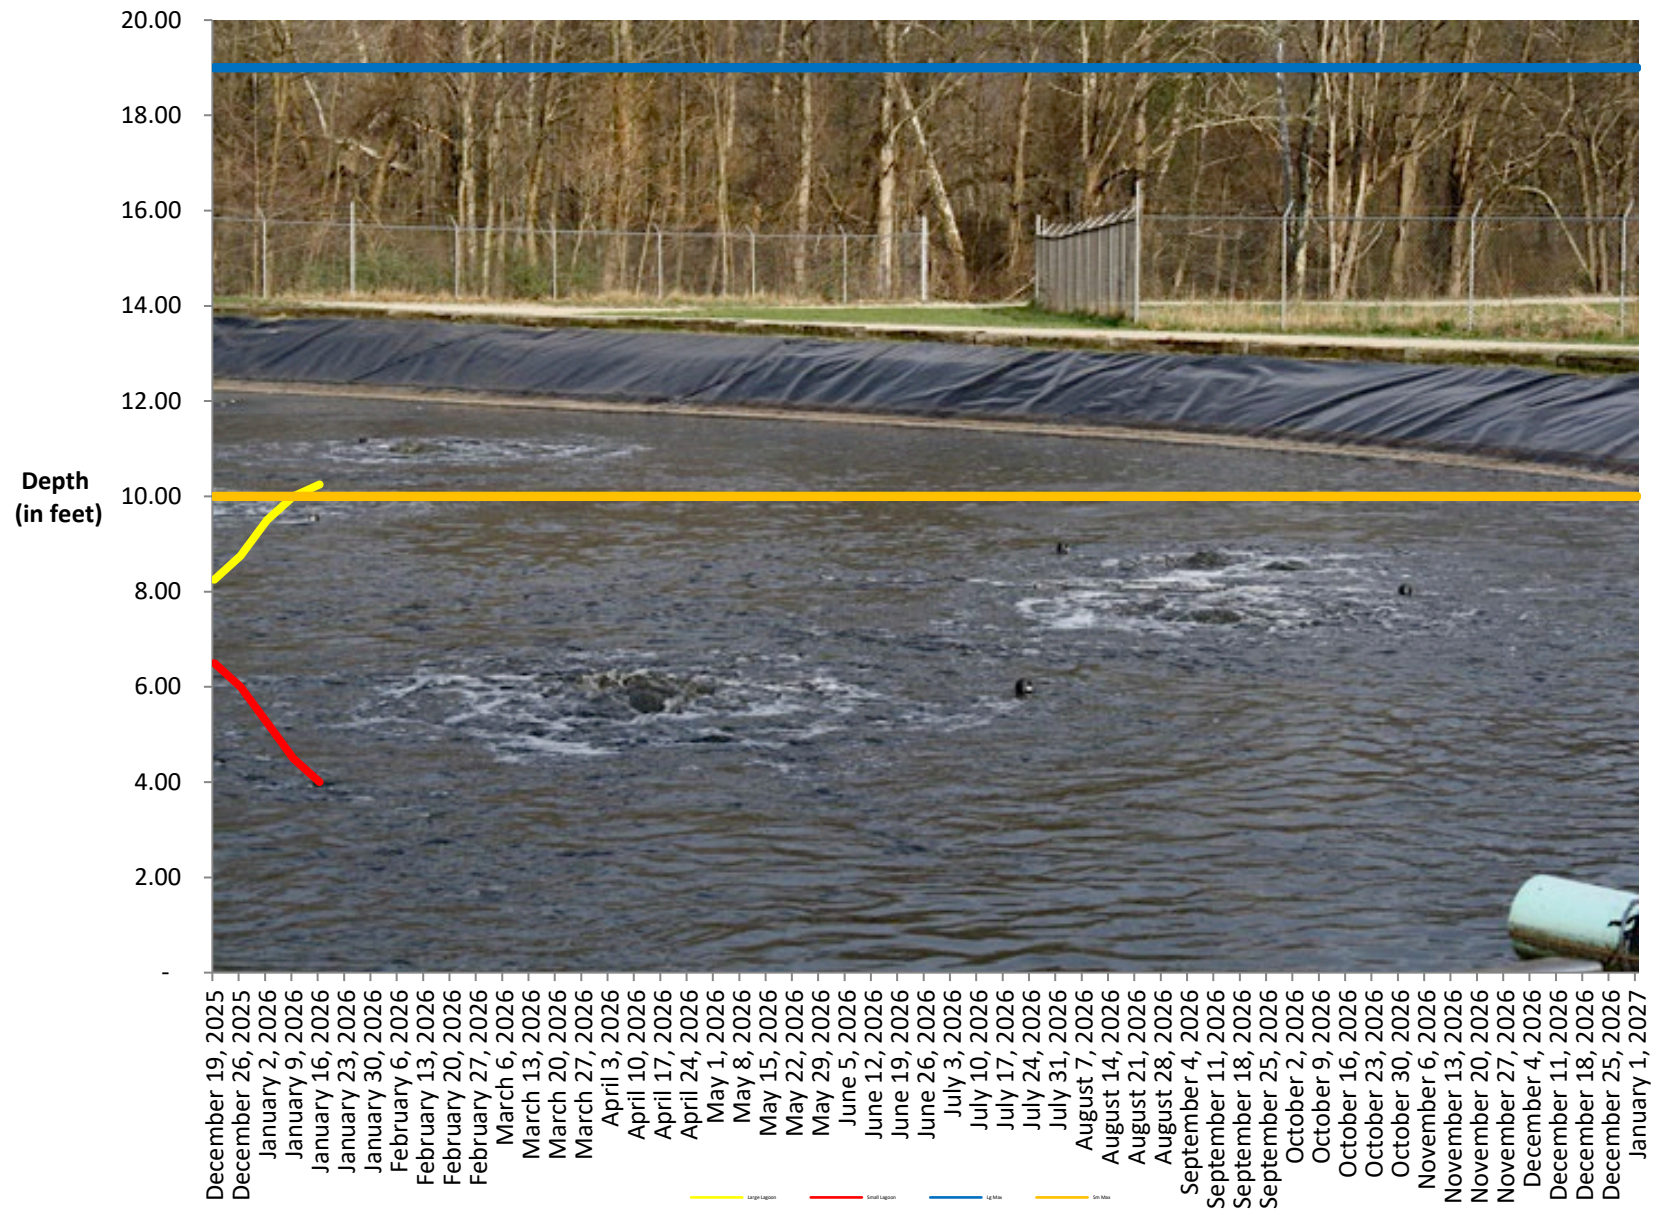 20.00
18.00
16.00
14.00
12.00
10.00
8.00
6.00
4.00
2.00
-
Depth
(in feet)
December 19, 2025
December 26, 2025
January 2, 2026
January 9, 2026
January 16, 2026
January 23, 2026
January 30, 2026
February 6, 2026
February 13, 2026
February 20, 2026
February 27, 2026
March 6, 2026
March 13, 2026
March 20, 2026
March 27, 2026
April 3, 2026
April 10, 2026
April 17, 2026
April 24, 2026
May 1, 2026
May 8, 2026
May 15, 2026
May 22, 2026
May 29, 2026
June 5, 2026
June 12, 2026
June 19, 2026
June 26, 2026
July 3, 2026
July 10, 2026
July 17, 2026
July 24, 2026
July 31, 2026
August 7, 2026
August 14, 2026
August 21, 2026
August 28, 2026
September 4, 2026
September 11, 2026
September 18, 2026
September 25, 2026
October 2, 2026
October 9, 2026
October 16, 2026
October 23, 2026
October 30, 2026
November 6, 2026
November 13, 2026
November 20, 2026
November 27, 2026
December 4, 2026
December 11, 2026
December 18, 2026
December 25, 2026
January 1, 2027
Large Lagoon
Small Lagoon
Lg Max
Sm Max